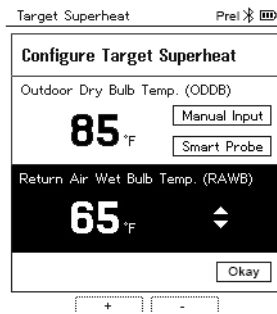 Target Superheat Prel
Configure Target Superheat
Outdoor Dry Bulb Temp. (ODDB)
85 °F
Manual Input
Smart Probe
Return Air Wet Bulb Temp. (RAWB)
65 °F
Okay
+ -